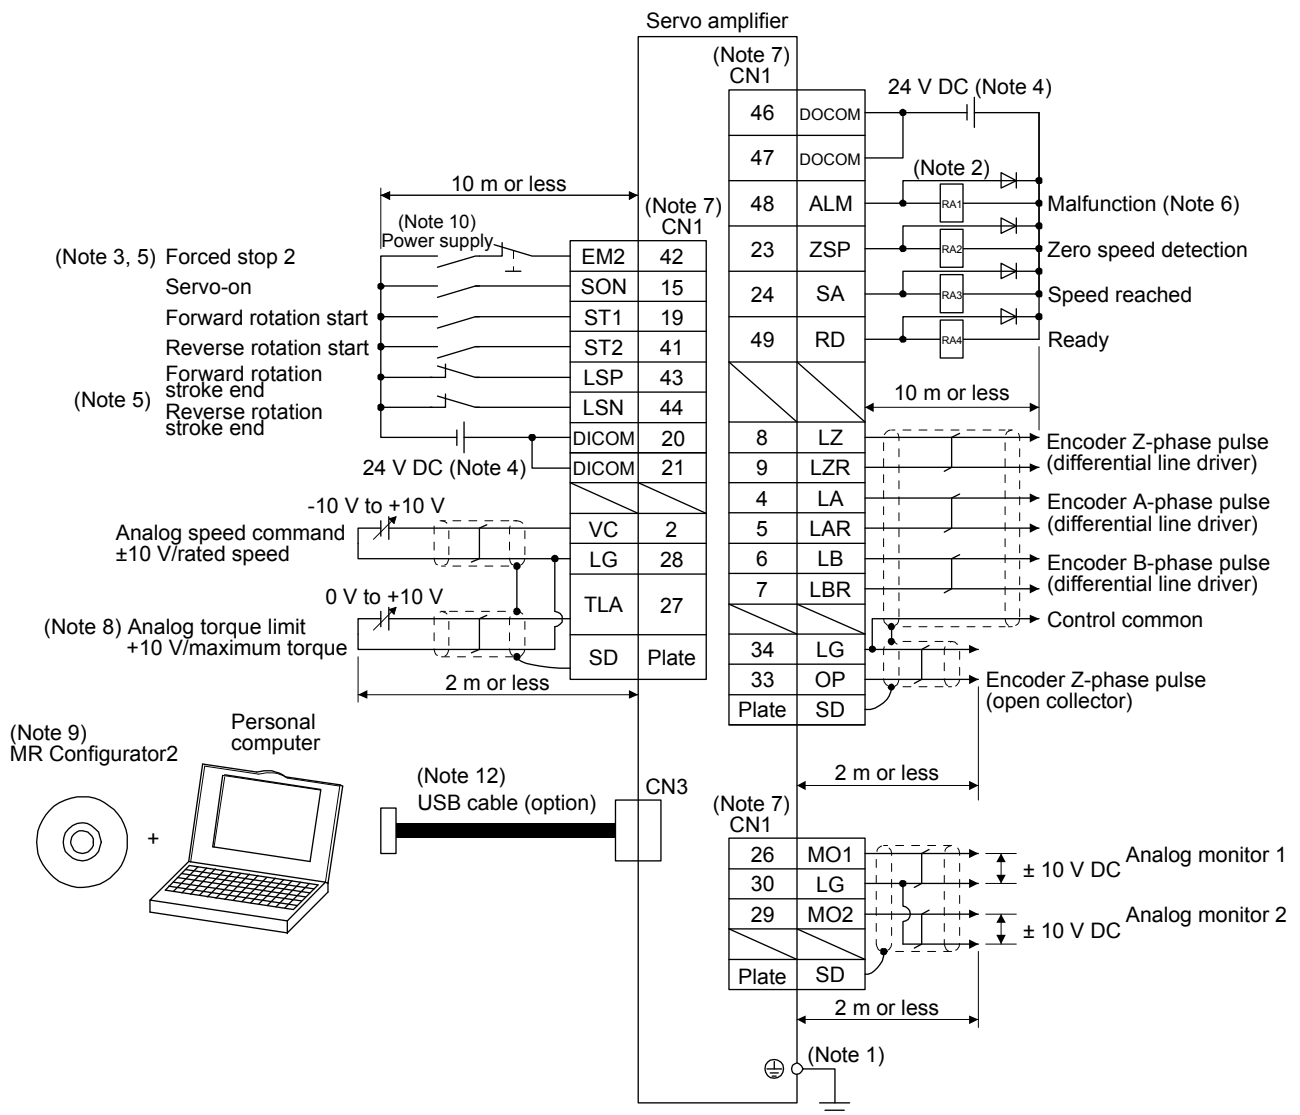 Servo amplifier
(Note 7)
CN1
24 V DC (Note 4)
46 DOCOM
47 DOCOM
(Note 2)
48 ALM RA1 Malfunction (Note 6)
23 ZSP RA2 Zero speed detection
24 SA RA3 Speed reached
49 RD RA4 Ready
10 m or less
8 LZ Encoder Z-phase pulse
9 LZR (differential line driver)
4 LA Encoder A-phase pulse
5 LAR (differential line driver)
6 LB Encoder B-phase pulse
7 LBR (differential line driver)
Control common
34 LG
33 OP Encoder Z-phase pulse
(open collector)
Plate SD
2 m or less
10 m or less
(Note 7)
CN1
(Note 10)
Power supply
(Note 3, 5) Forced stop 2 EM2 42
Servo-on SON 15
Forward rotation start ST1 19
Reverse rotation start ST2 41
Forward rotation
stroke end LSP 43
(Note 5)
Reverse rotation
stroke end LSN 44
DICOM 20
24 V DC (Note 4) DICOM 21
-10 V to +10 V
Analog speed command VC 2
±10 V/rated speed LG 28
0 V to +10 V
TLA 27
(Note 8) Analog torque limit
+10 V/maximum torque SD Plate
2 m or less
(Note 9)
MR Configurator2
+
Personal
computer
(Note 12)
USB cable (option)
CN3
(Note 7)
CN1
26 MO1 ± 10 V DC Analog monitor 1
30 LG
29 MO2 ± 10 V DC Analog monitor 2
Plate SD
2 m or less
(Note 1)